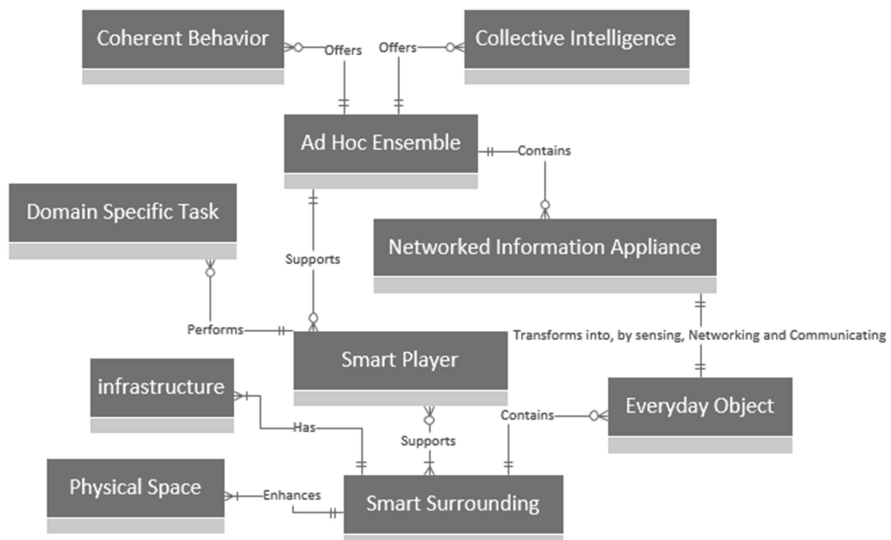 Coherent Behavior
Offers
Offers
Collective Intelligence
Ad Hoc Ensemble
Contains
Domain Specific Task
Networked Information Appliance
Supports
Performs
Transforms into, by sensing, Networking and Communicating
Smart Player
infrastructure
Everyday Object
Contains
Has
Supports
Physical Space
Enhances
Smart Surrounding